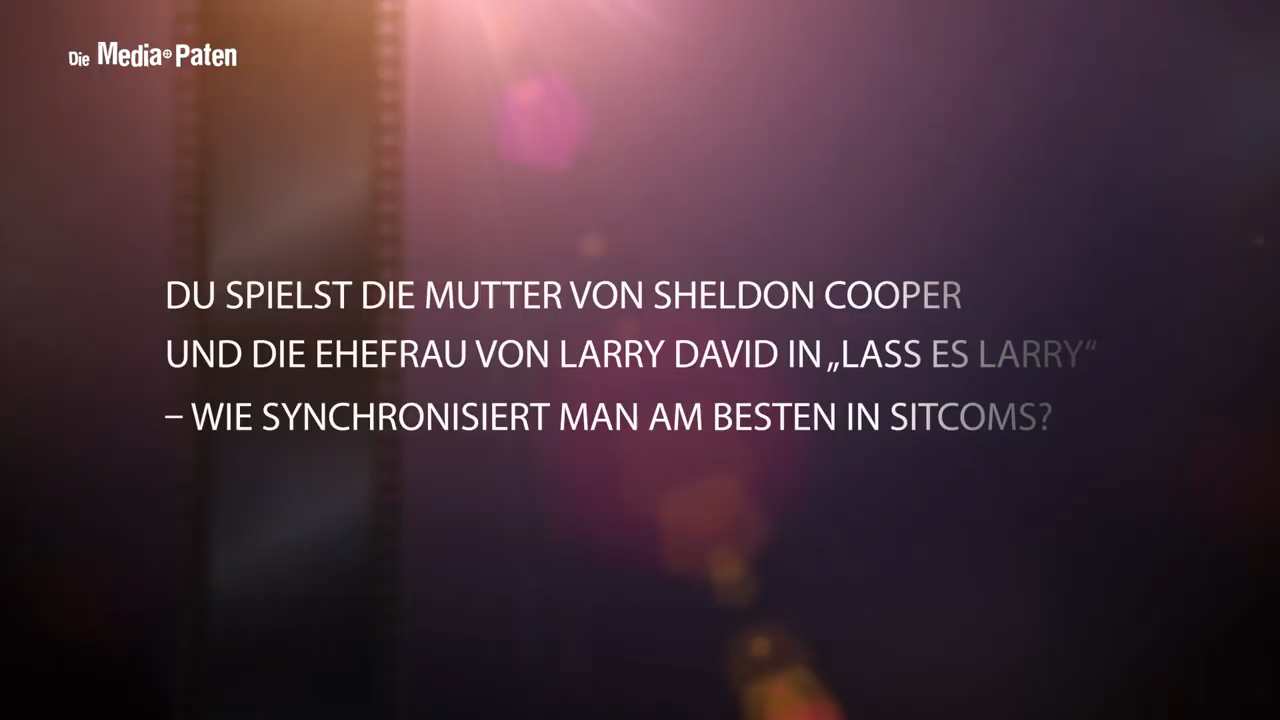 Die Media Paten
DU SPIELST DIE MUTTER VON SHELDON COOPER
UND DIE EHEFRAU VON LARRY DAVID IN „LASS ES LARRY“
– WIE SYNCHRONISIERT MAN AM BESTEN IN SITCOMS?